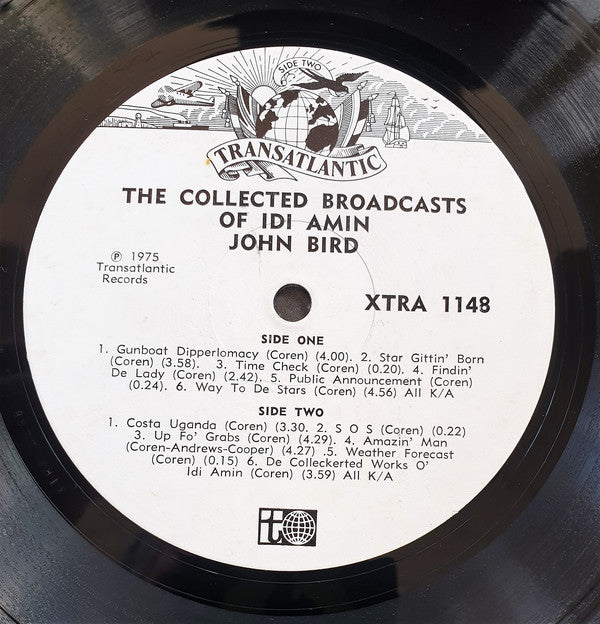 SIDE TWO
TRANSATLANTIC
THE COLLECTED BROADCASTS
OF IDI AMIN
JOHN BIRD
℗ 1975
Transatlantic
Records
XTRA 1148
SIDE ONE
1. Gunboat Dipperlomacy (Coren) (4.00). 2. Star Gittin' Born
(Coren) (3.58). 3. Time Check (Coren) (0.20). 4. Findin'
De Lady (Coren) (2.42). 5. Public Announcement (Coren)
(0.24). 6. Way To De Stars (Coren) (4.56) All K/A
SIDE TWO
1. Costa Uganda (Coren) (3.30. 2. S O S (Coren) (0.22)
3. Up Fo' Grabs (Coren) (4.29). 4. Amazin' Man
(Coren-Andrews-Cooper) (4.27) .5. Weather Forecast
(Coren) (0.15) 6. De Colleckerted Works O'
Idi Amin (Coren) (3.59) All K/A
t